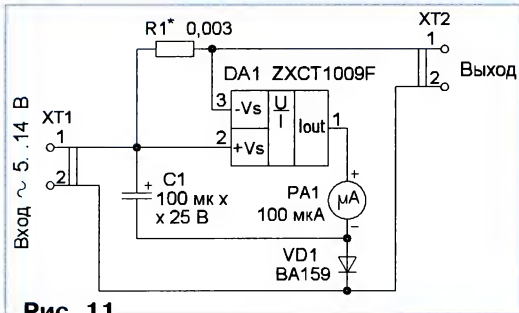 R1* 0,003
XT2
1
2
Выход
DA1 ZXCT1009F
3
-Vs
U
I
Iout
1
2
+Vs
Вход ~ 5...14 В
XT1
1
2
+
C1
100 мк х
х 25 В
PA1
100 мкА
+
μA
−
VD1
BA159
Рис. 11